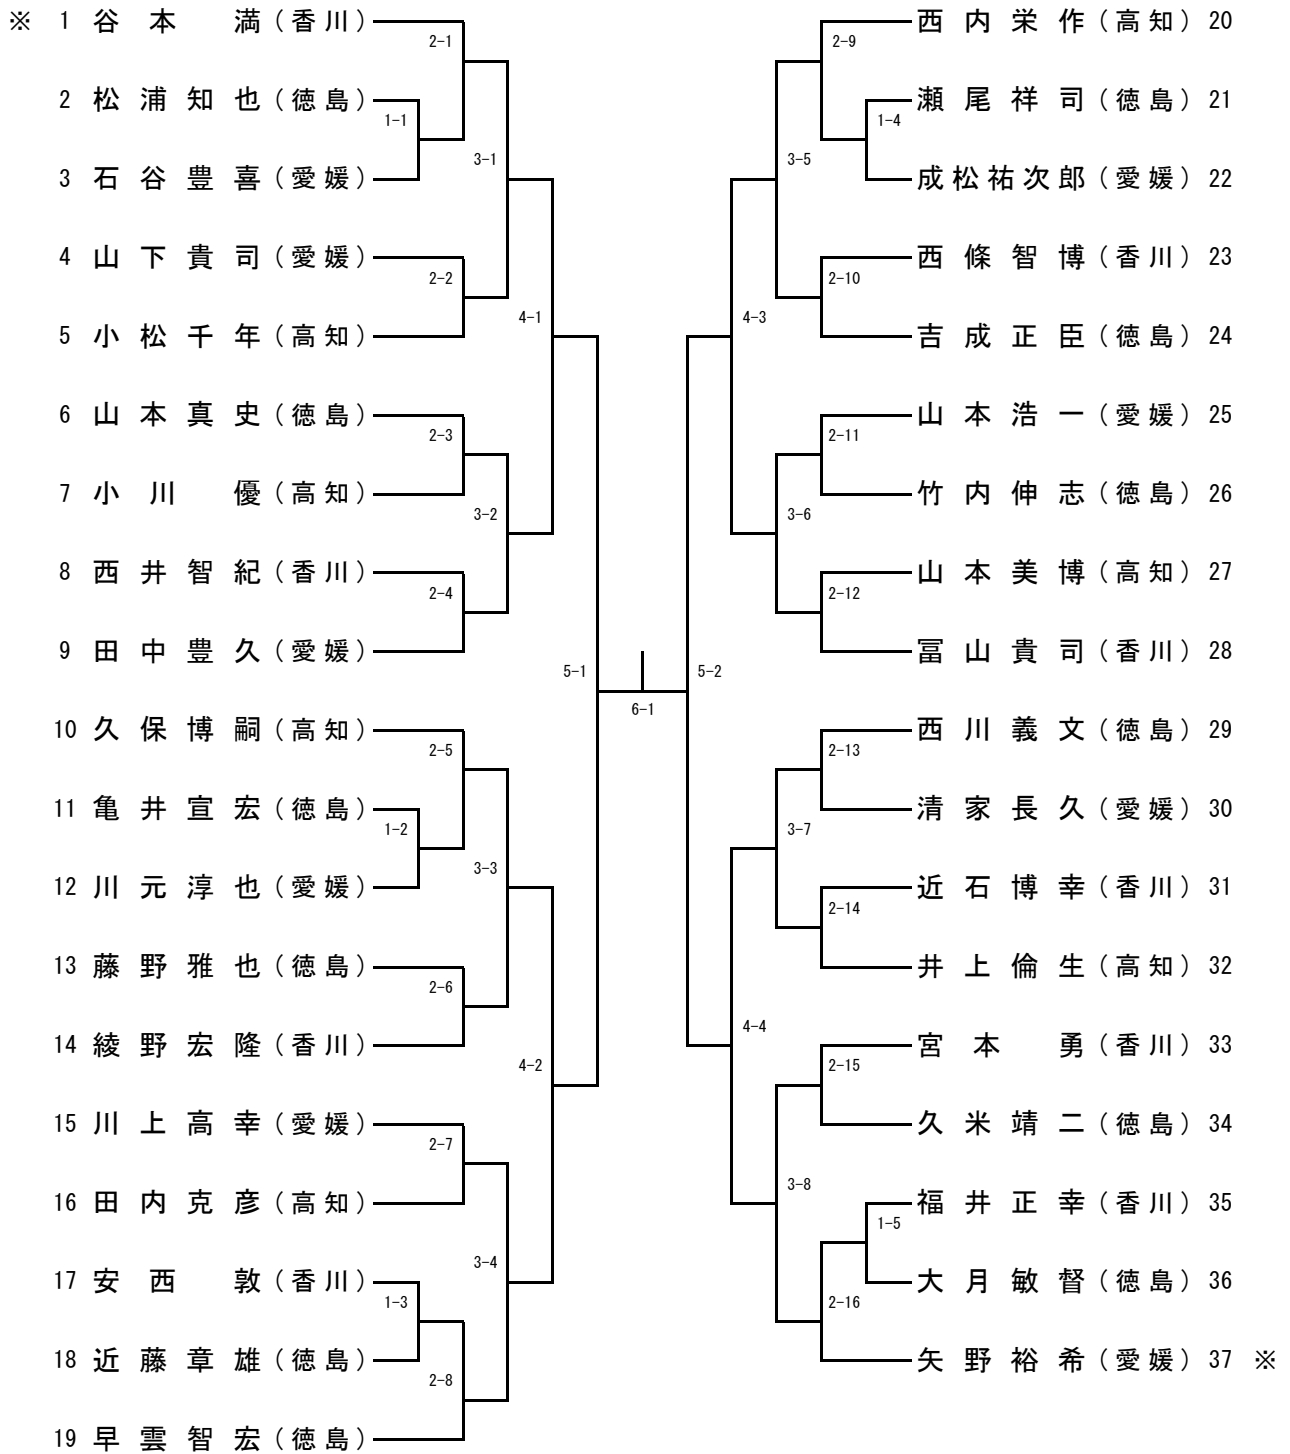 ※ 1 谷本 満(香川) 西内栄作(高知) 20
2-1 2-9
2 松浦知也(徳島) 瀬尾祥司(徳島) 21
1-1 1-4
3-1 3-5
3 石谷豊喜(愛媛) 成松祐次郎(愛媛) 22
4 山下貴司(愛媛) 西條智博(香川) 23
2-2 2-10
4-1 4-3
5 小松千年(高知) 吉成正臣(徳島) 24
6 山本真史(徳島) 山本浩一(愛媛) 25
2-3 2-11
7 小川 優(高知) 竹内伸志(徳島) 26
3-2 3-6
8 西井智紀(香川) 山本美博(高知) 27
2-4 2-12
9 田中豊久(愛媛) 冨山貴司(香川) 28
5-1 5-2
6-1
10 久保博嗣(高知) 西川義文(徳島) 29
2-5 2-13
11 亀井宣宏(徳島) 清家長久(愛媛) 30
1-2 3-7
3-3
12 川元淳也(愛媛) 近石博幸(香川) 31
2-14
13 藤野雅也(徳島) 井上倫生(高知) 32
2-6
4-4
14 綾野宏隆(香川) 宮本 勇(香川) 33
4-2 2-15
15 川上高幸(愛媛) 久米靖二(徳島) 34
2-7
3-8
16 田内克彦(高知) 福井正幸(香川) 35
1-5
3-4
17 安西 敦(香川) 大月敏督(徳島) 36
1-3 2-16
18 近藤章雄(徳島) 矢野裕希(愛媛) 37 ※
2-8
19 早雲智宏(徳島)